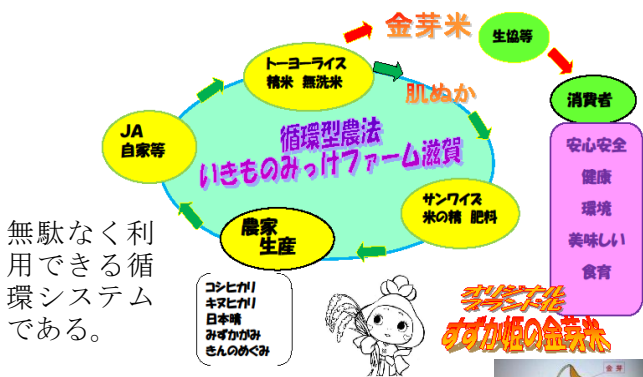 金芽米
生協等
トーヨーライス
精米 無洗米
肌ぬか
消費者
JA
自家等
循環型農法
いきものみっけファーム滋賀
安心安全
健康
環境
美味しい
食育
サンワイズ
米の精 肥料
農家
生産
無駄なく利
用できる循
環システム
である。
コシヒカリ
キヌヒカリ
日本晴
みずかがみ
きんのめぐみ
オリジナル
ブランド化
すずか姫の金芽米
金芽